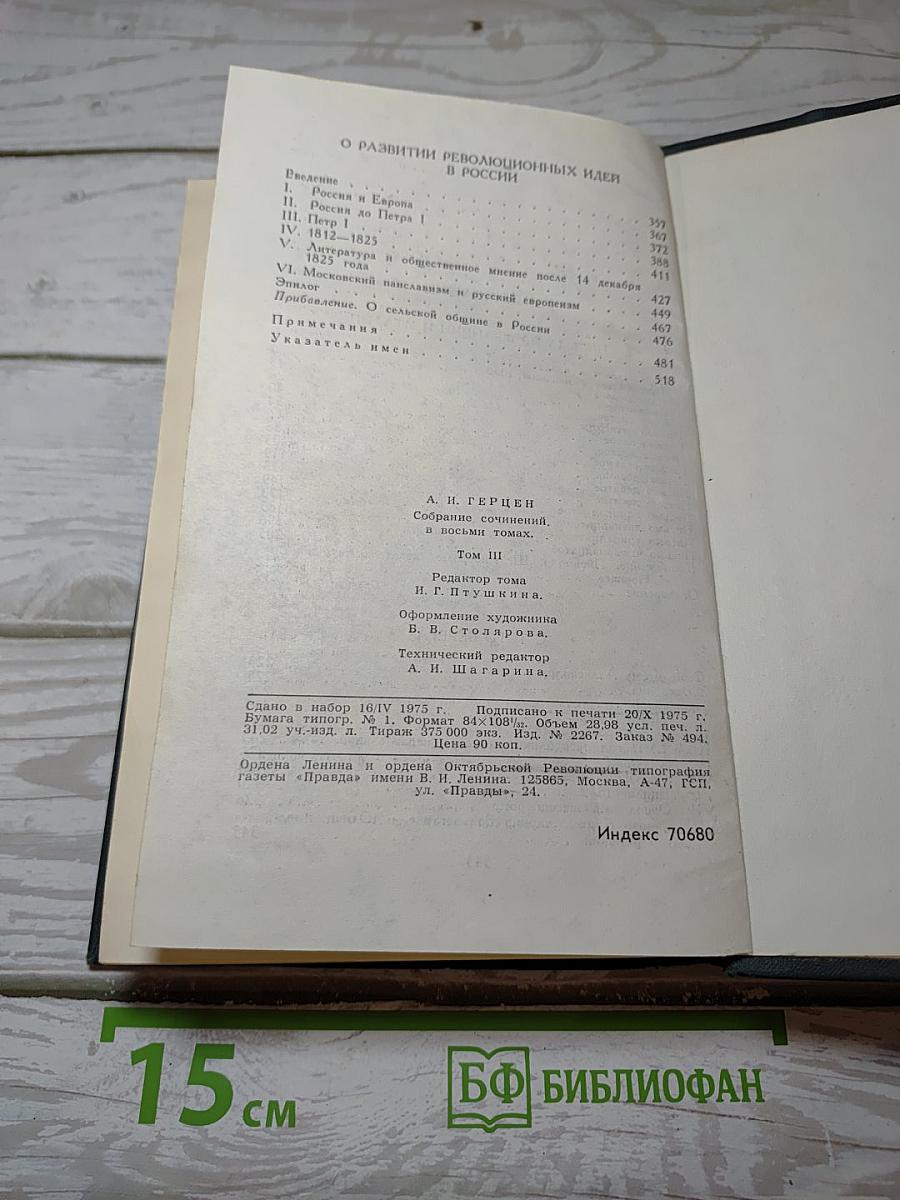 О РАЗВИТИИ РЕВОЛЮЦИОННЫХ ИДЕЙ
В РОССИИ
Введение . . . . . . . . . . . . . . . . 357
I. Россия и Европа . . . . . . . . . . . . . 367
II. Россия до Петра I . . . . . . . . . . . . 372
III. Петр I . . . . . . . . . . . . . . . . 388
IV. 1812—1825 . . . . . . . . . . . . . . . 411
V. Литература и общественное мнение после 14 декабря
1825 года . . . . . . . . . . . . . . . . 427
VI. Московский панславизм и русский европеизм . . . 449
Эпилог . . . . . . . . . . . . . . . . . 467
Прибавление. О сельской общине в России . . . . . 476
Примечания . . . . . . . . . . . . . . . 481
Указатель имен . . . . . . . . . . . . . . 518
А. И. ГЕРЦЕН
Собрание сочинений,
в восьми томах.
Том III
Редактор тома
И. Г. Птушкина.
Оформление художника
Б. В. Столярова.
Технический редактор
А. И. Шагарина.
Сдано в набор 16/IV 1975 г. Подписано к печати 20/X 1975 г.
Бумага типогр. № 1. Формат 84×108¹/₃₂. Объем 28,98 усл. печ. л.
31,02 уч.-изд. л. Тираж 375 000 экз. Изд. № 2267. Заказ № 494.
Цена 90 коп.
Ордена Ленина и ордена Октябрьской Революции типография
газеты «Правда» имени В. И. Ленина. 125865, Москва, А-47, ГСП,
ул. «Правды», 24.
Индекс 70680
15 см
БФ БИБЛИОФАН